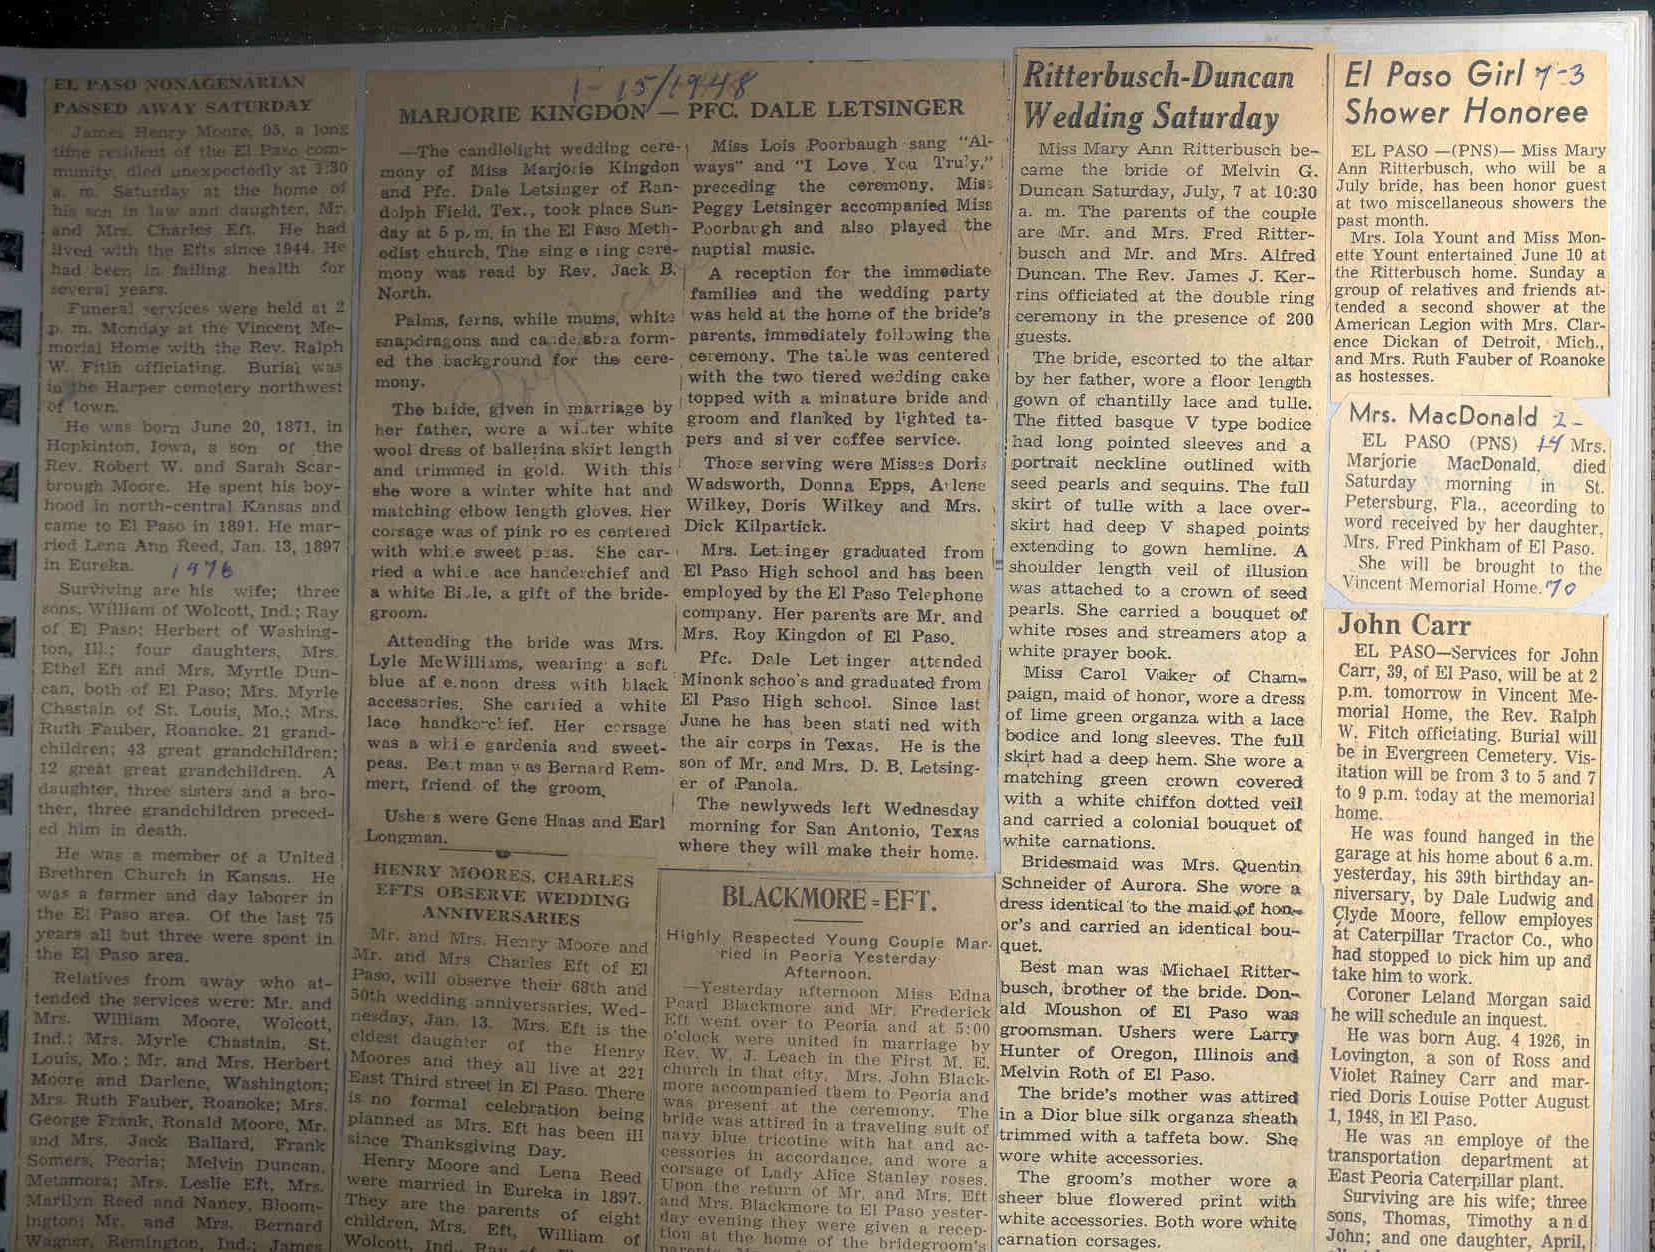 EL PASO NONAGENARIAN
PASSED AWAY SATURDAY
James Henry Moore, 95, a long
time resident of the El Paso com-
munity, died unexpectedly at 1:30
a. m. Saturday at the home of
his son in law and daughter, Mr.
and Mrs. Charles Eft. He had
lived with the Efts since 1944. He
had been in failing health for
several years.
Funeral services were held at 2
p. m. Monday at the Vincent Me-
morial Home with the Rev. Ralph
W. Fitch officiating. Burial was
in the Harper cemetery northwest
of town.
He was born June 20, 1871, in
Hopkinton, Iowa, a son of the
Rev. Robert W. and Sarah Scar-
brough Moore. He spent his boy-
hood in north-central Kansas and
came to El Paso in 1891. He mar-
ried Lena Ann Reed, Jan. 13, 1897
in Eureka. 1976
Surviving are his wife; three
sons, William of Wolcott, Ind.; Ray
of El Paso; Herbert of Washing-
ton, Ill.; four daughters, Mrs.
Ethel Eft and Mrs. Myrtle Dun-
can, both of El Paso; Mrs. Myrle
Chastain of St. Louis, Mo.; Mrs.
Ruth Fauber, Roanoke. 21 grand-
children; 43 great grandchildren;
12 great great grandchildren. A
daughter, three sisters and a bro-
ther, three grandchildren preced-
ed him in death.
He was a member of a United
Brethren Church in Kansas. He
was a farmer and day laborer in
the El Paso area. Of the last 75
years all but three were spent in
the El Paso area.
Relatives from away who at-
tended the services were: Mr. and
Mrs. William Moore, Wolcott,
Ind.; Mrs. Myrle Chastain, St.
Louis, Mo.; Mr. and Mrs. Herbert
Moore and Darlene, Washington;
Mrs. Ruth Fauber, Roanoke; Mrs.
George Frank, Ronald Moore, Mr.
and Mrs. Jack Ballard, Frank
Somers, Peoria; Melvin Duncan,
Metamora; Mrs. Leslie Eft, Mrs.
Marilyn Reed and Nancy, Bloom-
ington; Mr. and Mrs. Bernard
Wagner, Remington, Ind.; James
1-15/1948
MARJORIE KINGDON — PFC. DALE LETSINGER
—The candlelight wedding cere-
mony of Miss Marjorie Kingdon
and Pfc. Dale Letsinger of Ran-
dolph Field, Tex., took place Sun-
day at 5 p. m. in the El Paso Meth-
odist church. The sing e ring cere-
mony was read by Rev. Jack B.
North.
Palms, ferns, while mums, white
snapdragons and ca de abra form-
ed the background for the cere-
mony.
The bride, given in marriage by
her father, wore a wi ter white
wool dress of ballerina skirt length
and trimmed in gold. With this
she wore a winter white hat and
matching elbow length gloves. Her
corsage was of pink ro es centered
with whi e sweet p as. She car-
ried a whi e ace handerchief and
a white Bi le, a gift of the bride-
groom.
Attending the bride was Mrs.
Lyle McWilliams, wearing a soft
blue af e noon dress with black
accessories. She carried a white
lace handkerchief. Her corsage
was a whi e gardenia and sweet-
peas. Best man was Bernard Rem-
mert, friend of the groom.
Ushe s were Gene Haas and Earl
Longman.
Miss Lois Poorbaugh sang "Al-
ways" and "I Love You Truly,"
preceding the ceremony. Miss
Peggy Letsinger accompanied Miss
Poorbaugh and also played the
nuptial music.
A reception for the immediate
families and the wedding party
was held at the home of the bride's
parents, immediately following the
ceremony. The table was centered
with the two tiered wedding cake
topped with a minature bride and
groom and flanked by lighted ta-
pers and si ver coffee service.
Those serving were Misses Doris
Wadsworth, Donna Epps, Arlene
Wilkey, Doris Wilkey and Mrs.
Dick Kilpartick.
Mrs. Letsinger graduated from
El Paso High school and has been
employed by the El Paso Telephone
company. Her parents are Mr. and
Mrs. Roy Kingdon of El Paso.
Pfc. Dale Let inger attended
Minonk schoo's and graduated from
El Paso High school. Since last
June he has been stati ned with
the air corps in Texas. He is the
son of Mr. and Mrs. D. B. Letsing-
er of Panola.
The newlyweds left Wednesday
morning for San Antonio, Texas
where they will make their home.
HENRY MOORES, CHARLES
EFTS OBSERVE WEDDING
ANNIVERSARIES
Mr. and Mrs. Henry Moore and
Mr. and Mrs. Charles Eft of El
Paso, will observe their 68th and
50th wedding anniversaries, Wed-
nesday, Jan. 13. Mrs. Eft is the
eldest daughter of the Henry
Moores and they all live at 221
East Third street in El Paso. There
is no formal celebration being
planned as Mrs. Eft has been ill
since Thanksgiving Day.
Henry Moore and Lena Reed
were married in Eureka in 1897.
They are the parents of eight
children, Mrs. Eft, William of
Wolcott, Ind., Ray of
BLACKMORE = EFT.
Highly Respected Young Couple Mar-
ried in Peoria Yesterday
Afternoon.
—Yesterday afternoon Miss Edna
Pearl Blackmore and Mr. Frederick
Eft went over to Peoria and at 5:00
o'clock were united in marriage by
Rev. W. J. Leach in the First M. E.
church in that city. Mrs. John Black-
more accompanied them to Peoria and
was present at the ceremony. The
bride was attired in a traveling suit of
navy blue tricotine with hat and ac-
cessories in accordance, and wore a
corsage of Lady Alice Stanley roses.
Upon the return of Mr. and Mrs. Eft
and Mrs. Blackmore to El Paso yester-
day evening they were given a recep-
tion at the home of the bridegroom's
Ritterbusch-Duncan
Wedding Saturday
Miss Mary Ann Ritterbusch be-
came the bride of Melvin G.
Duncan Saturday, July, 7 at 10:30
a. m. The parents of the couple
are Mr. and Mrs. Fred Ritter-
busch and Mr. and Mrs. Alfred
Duncan. The Rev. James J. Ker-
rins officiated at the double ring
ceremony in the presence of 200
guests.
The bride, escorted to the altar
by her father, wore a floor length
gown of chantilly lace and tulle.
The fitted basque V type bodice
had long pointed sleeves and a
portrait neckline outlined with
seed pearls and sequins. The full
skirt of tulle with a lace over-
skirt had deep V shaped points
extending to gown hemline. A
shoulder length veil of illusion
was attached to a crown of seed
pearls. She carried a bouquet of
white roses and streamers atop a
white prayer book.
Miss Carol Vaker of Cham-
paign, maid of honor, wore a dress
of lime green organza with a lace
bodice and long sleeves. The full
skirt had a deep hem. She wore a
matching green crown covered
with a white chiffon dotted veil
and carried a colonial bouquet of
white carnations.
Bridesmaid was Mrs. Quentin
Schneider of Aurora. She wore a
dress identical to the maid of hon-
or's and carried an identical bou-
quet.
Best man was Michael Ritter-
busch, brother of the bride. Don-
ald Moushon of El Paso was
groomsman. Ushers were Larry
Hunter of Oregon, Illinois and
Melvin Roth of El Paso.
The bride's mother was attired
in a Dior blue silk organza sheath
trimmed with a taffeta bow. She
wore white accessories.
The groom's mother wore a
sheer blue flowered print with
white accessories. Both wore white
carnation corsages.
El Paso Girl 7-3
Shower Honoree
EL PASO —(PNS)— Miss Mary
Ann Ritterbusch, who will be a
July bride, has been honor guest
at two miscellaneous showers the
past month.
Mrs. Iola Yount and Miss Mon-
ette Yount entertained June 10 at
the Ritterbusch home. Sunday a
group of relatives and friends at-
tended a second shower at the
American Legion with Mrs. Clar-
ence Dickan of Detroit, Mich.,
and Mrs. Ruth Fauber of Roanoke
as hostesses.
Mrs. MacDonald 2-
EL PASO (PNS) 14 Mrs.
Marjorie MacDonald, died
Saturday morning in St.
Petersburg, Fla., according to
word received by her daughter,
Mrs. Fred Pinkham of El Paso.
She will be brought to the
Vincent Memorial Home. '70
John Carr
EL PASO—Services for John
Carr, 39, of El Paso, will be at 2
p.m. tomorrow in Vincent Me-
morial Home, the Rev. Ralph
W. Fitch officiating. Burial will
be in Evergreen Cemetery. Vis-
itation will be from 3 to 5 and 7
to 9 p.m. today at the memorial
home.
He was found hanged in the
garage at his home about 6 a.m.
yesterday, his 39th birthday an-
niversary, by Dale Ludwig and
Clyde Moore, fellow employes
at Caterpillar Tractor Co., who
had stopped to pick him up and
take him to work.
Coroner Leland Morgan said
he will schedule an inquest.
He was born Aug. 4 1926, in
Lovington, a son of Ross and
Violet Rainey Carr and mar-
ried Doris Louise Potter August
1, 1948, in El Paso.
He was an employe of the
transportation department at
East Peoria Caterpillar plant.
Surviving are his wife; three
sons, Thomas, Timothy and
John; and one daughter, April,